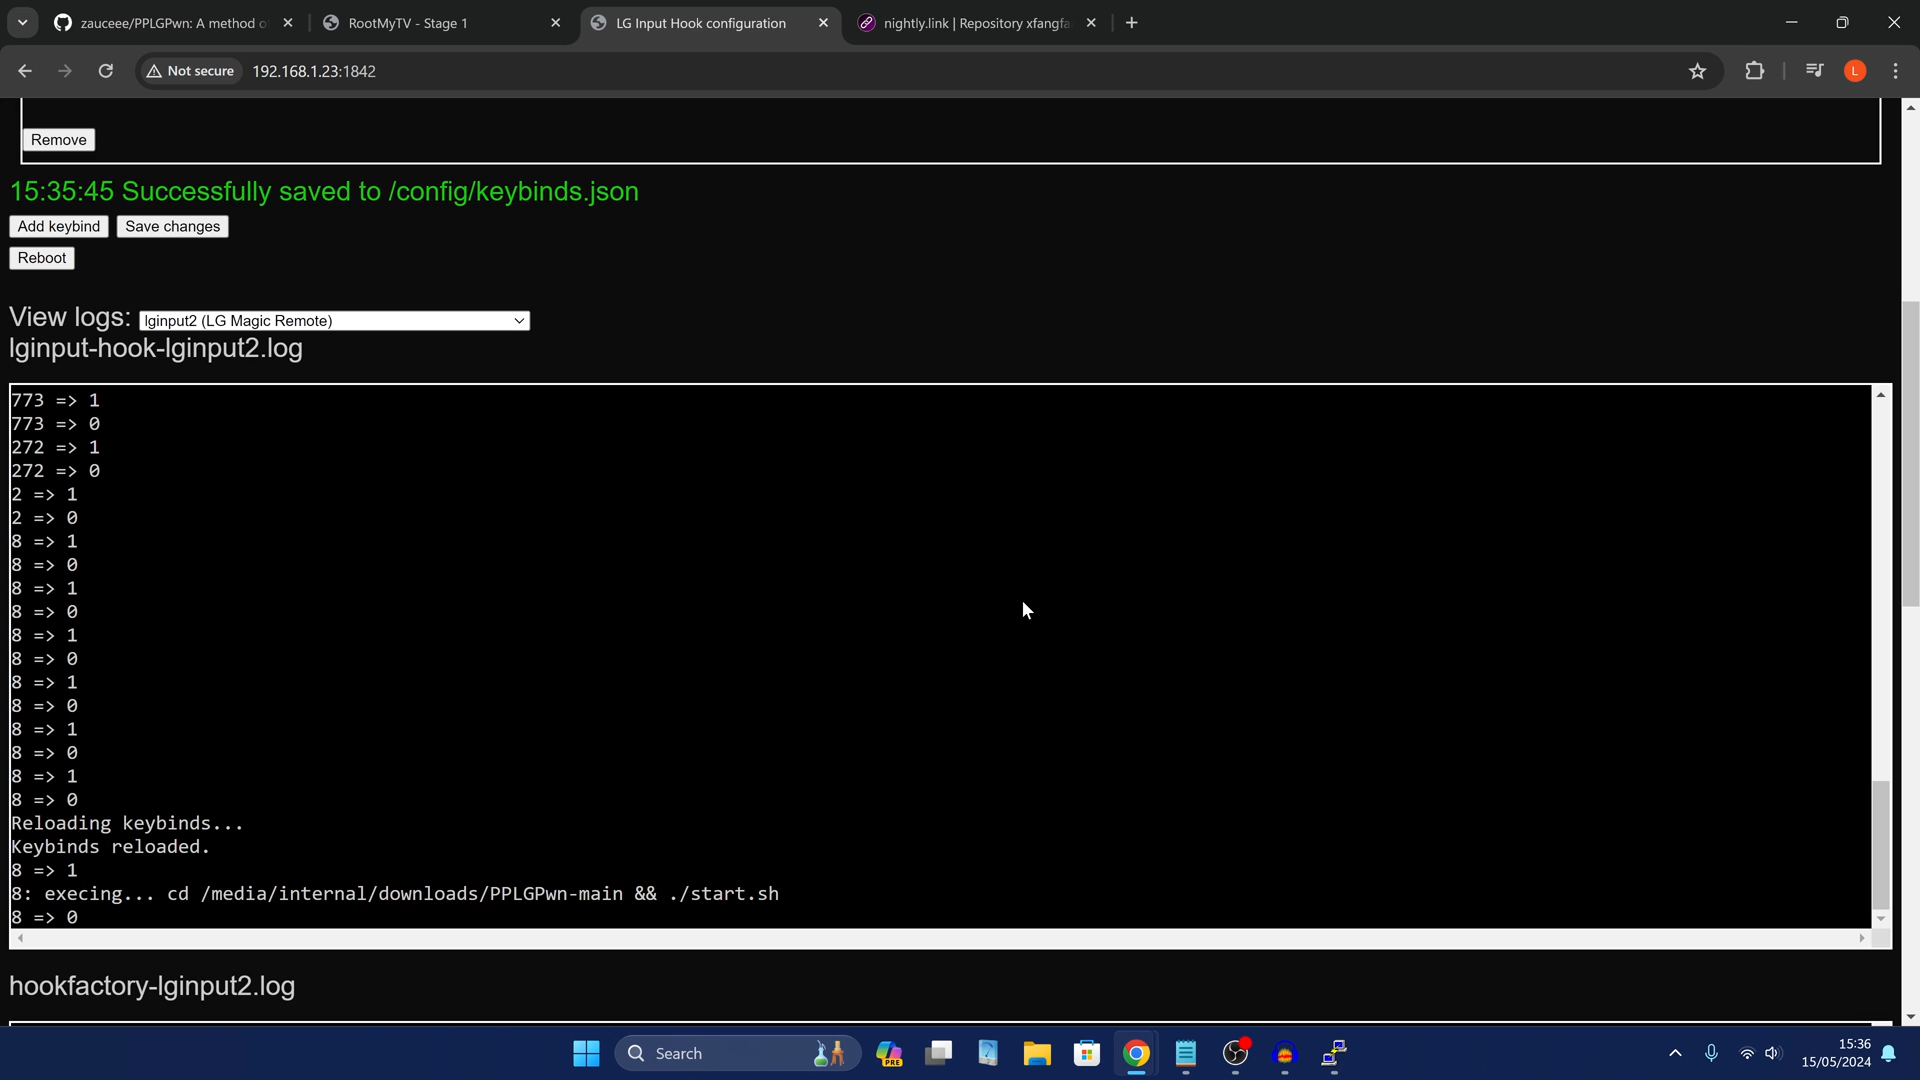 zauceee/PPLGPwn: A method o
RootMyTV - Stage 1
LG Input Hook configuration
nightly.link | Repository xfangfa
Not secure
192.168.1.23:1842
L
Remove
15:35:45 Successfully saved to /config/keybinds.json
Add keybind
Save changes
Reboot
View logs:
lginput2 (LG Magic Remote)
lginput-hook-lginput2.log
773 => 1
773 => 0
272 => 1
272 => 0
2 => 1
2 => 0
8 => 1
8 => 0
8 => 1
8 => 0
8 => 1
8 => 0
8 => 1
8 => 0
8 => 1
8 => 0
8 => 1
8 => 0
Reloading keybinds...
Keybinds reloaded.
8 => 1
8: execing... cd /media/internal/downloads/PPLGPwn-main && ./start.sh
8 => 0
hookfactory-lginput2.log
Search
PRE
15:36
15/05/2024